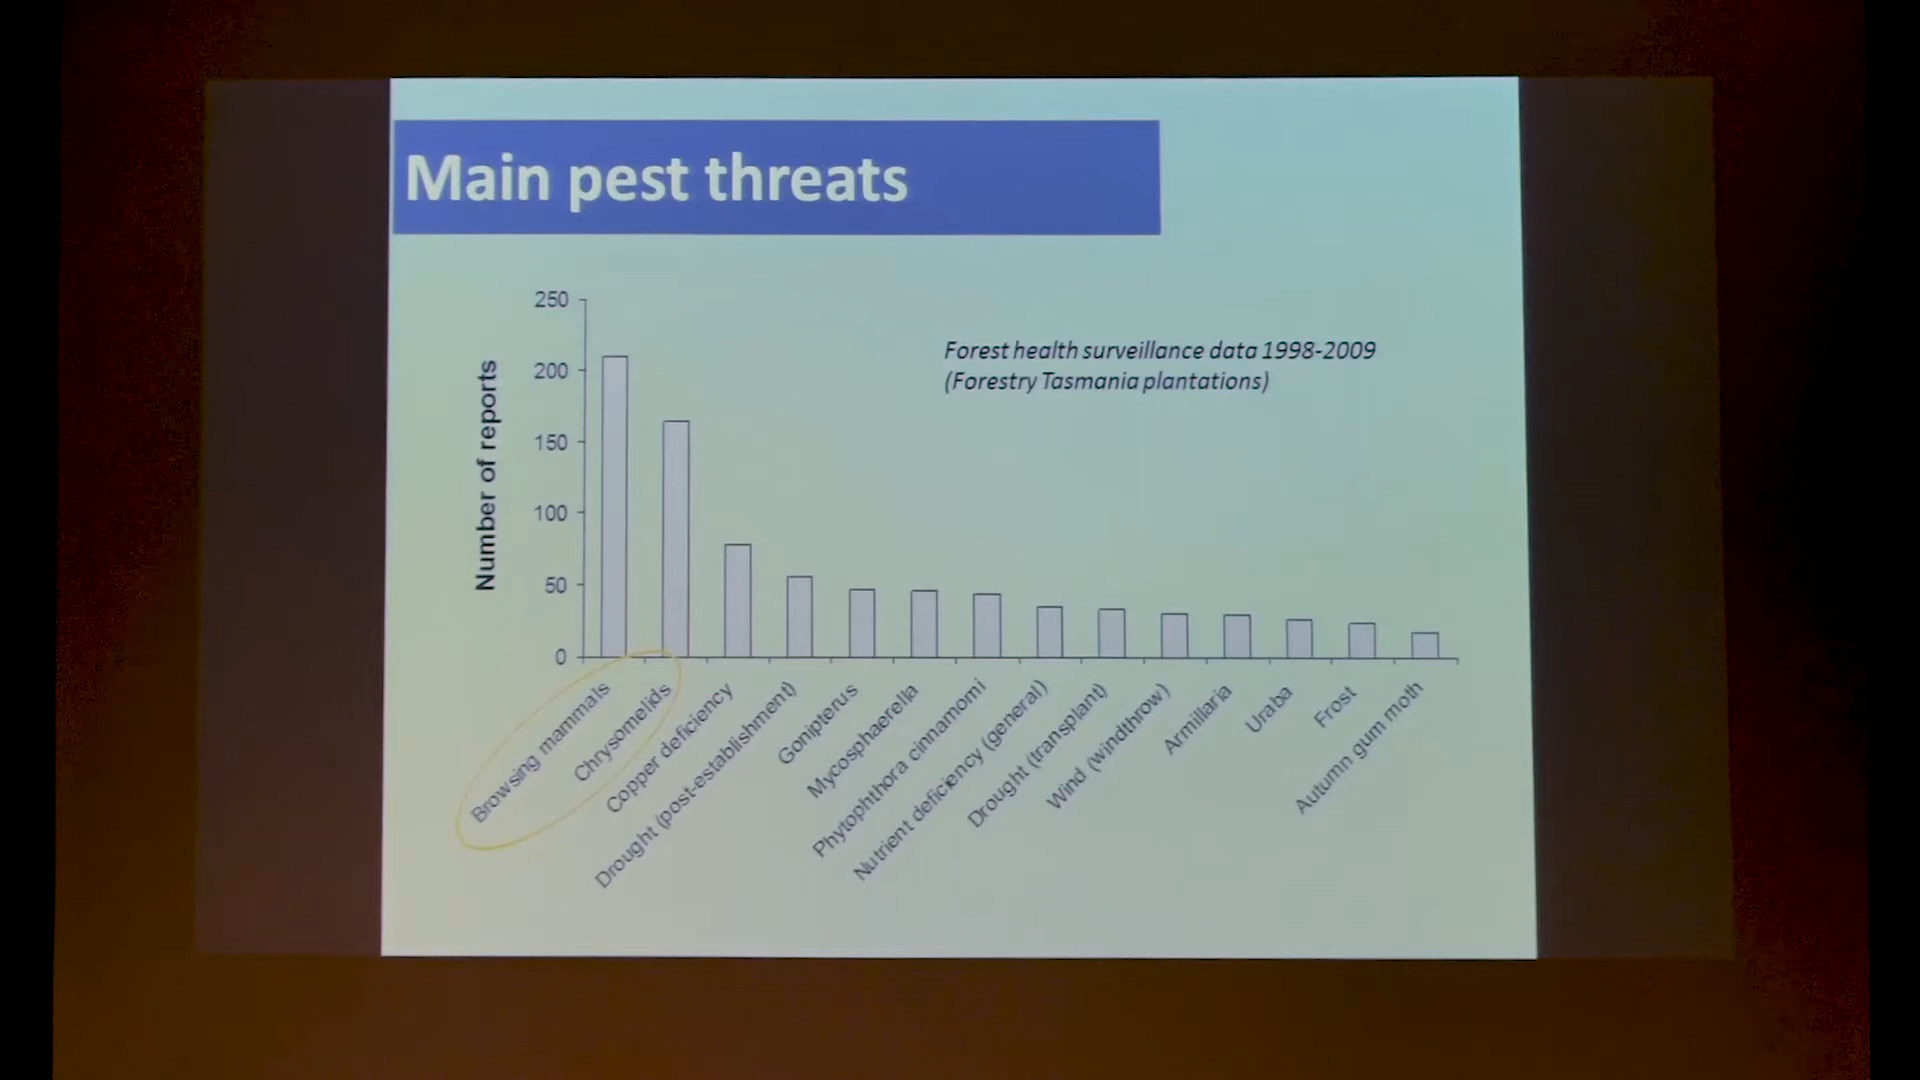 Main pest threats
Forest health surveillance data 1998-2009
(Forestry Tasmania plantations)
Number of reports
250
200
150
100
50
0
Browsing mammals
Chrysomelids
Copper deficiency
Drought (post-establishment)
Gonipterus
Mycosphaerella
Phytophthora cinnamomi
Nutrient deficiency (general)
Drought (transplant)
Wind (windthrow)
Armillaria
Uraba
Frost
Autumn gum moth